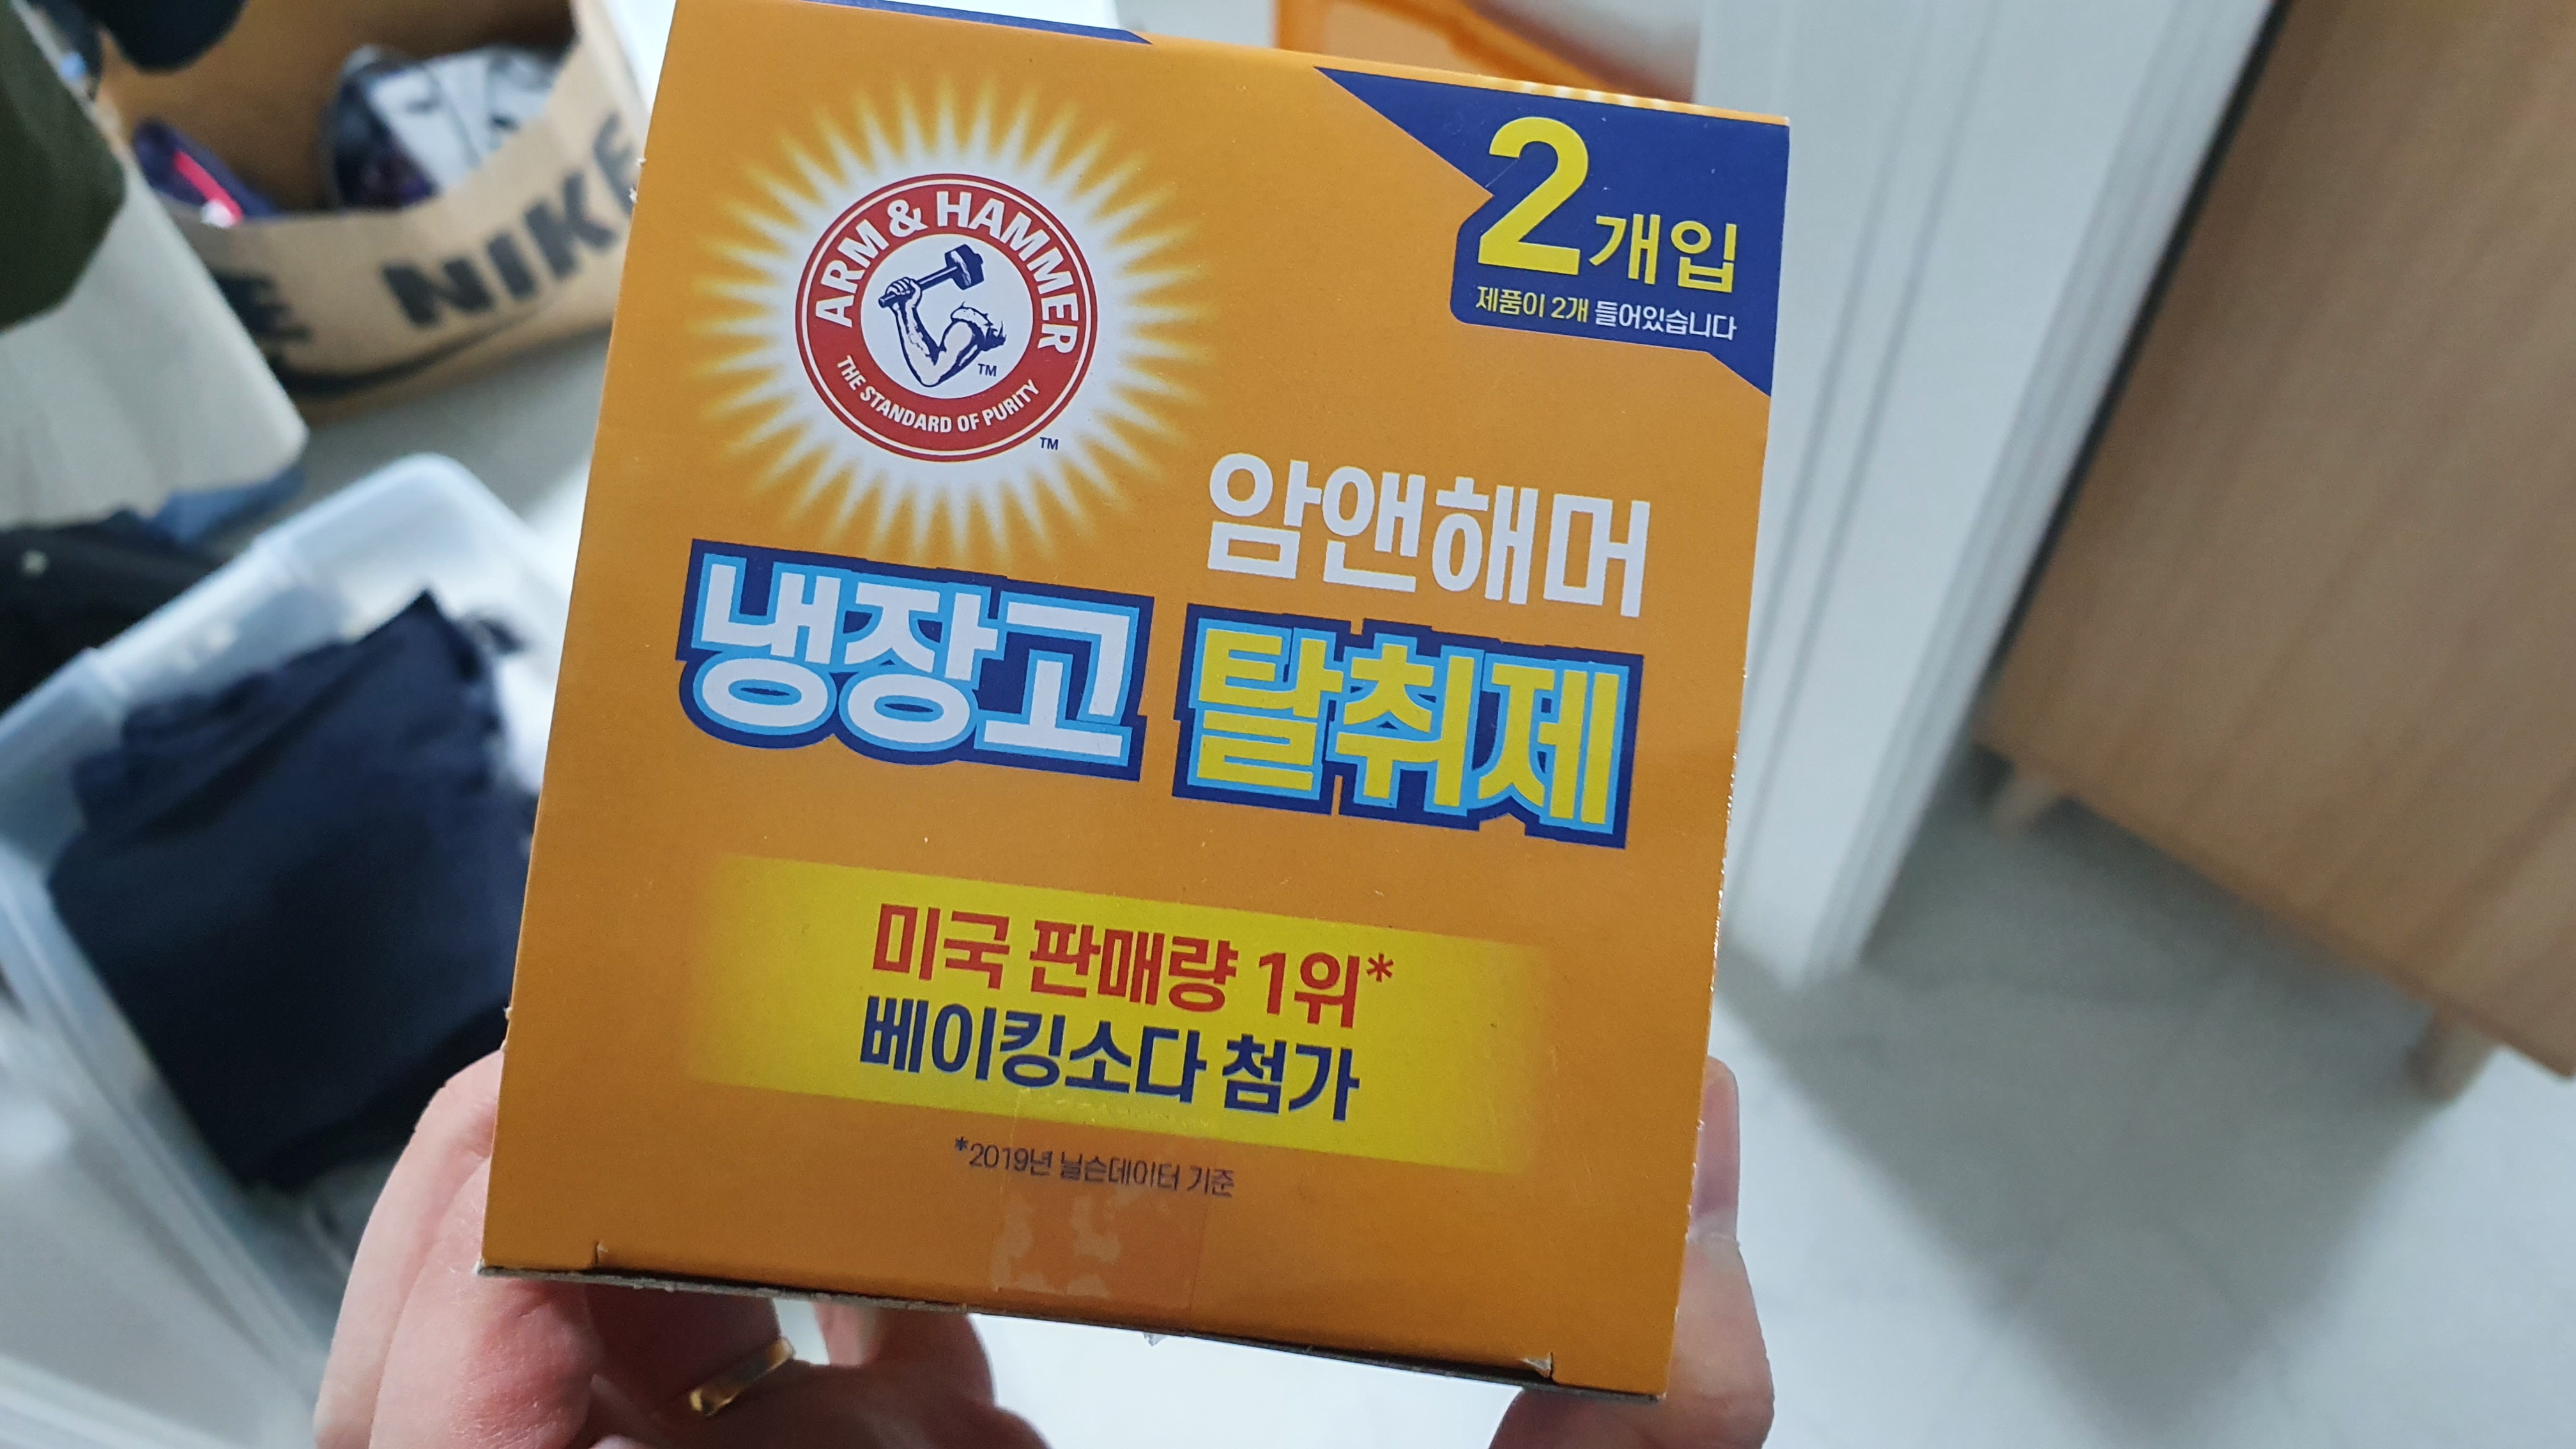 NIKE
ARM & HAMMER
TM
THE STANDARD OF PURITY
TM
2개입
제품이 2개 들어있습니다
암앤해머
냉장고 탈취제
미국 판매량 1위*
베이킹소다 첨가
*2019년 닐슨데이터 기준